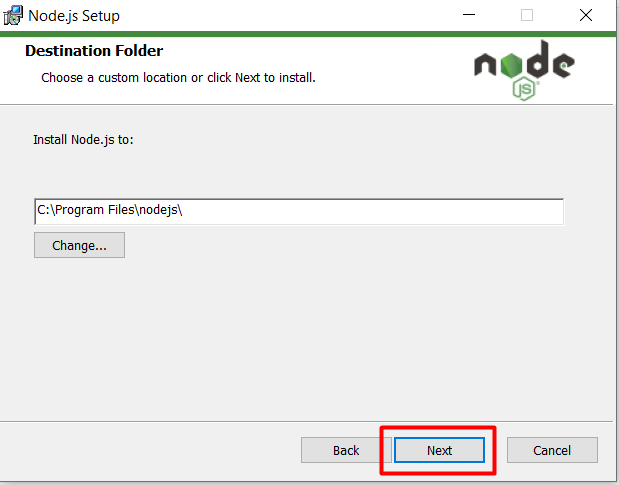 Node.js Setup
Destination Folder
Choose a custom location or click Next to install.
node
JS
Install Node.js to:
C:\Program Files\nodejs\
Change...
Back Next Cancel